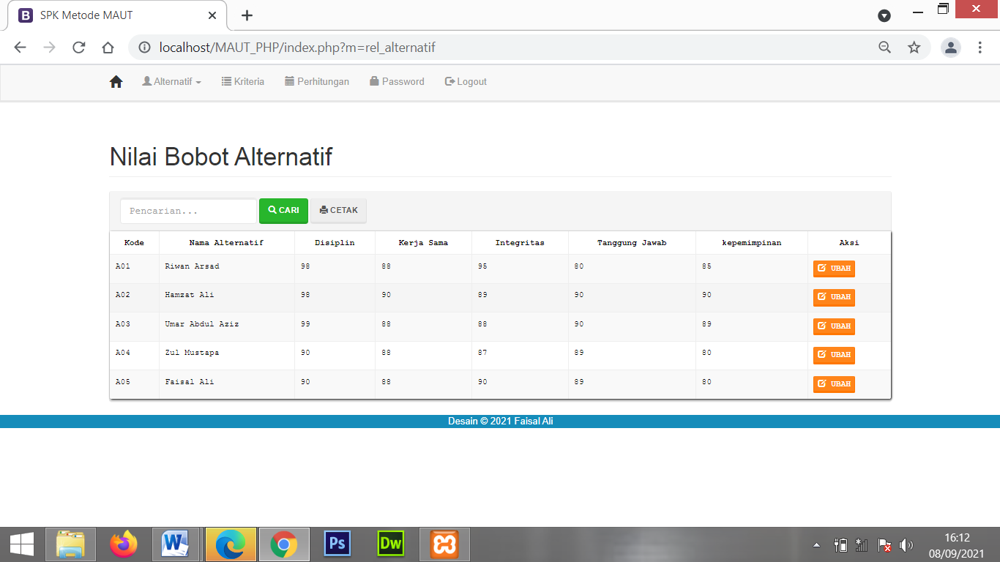 SPK Metode MAUT
localhost/MAUT_PHP/index.php?m=rel_alternatif
Alternatif Kriteria Perhitungan Password Logout
Nilai Bobot Alternatif
Pencarian... CARI CETAK
Kode Nama Alternatif Disiplin Kerja Sama Integritas Tanggung Jawab kepemimpinan Aksi
A01 Riwan Arsad 98 88 95 80 85 UBAH
A02 Hamzat Ali 98 90 89 90 90 UBAH
A03 Umar Abdul Aziz 99 88 88 90 89 UBAH
A04 Zul Mustapa 90 88 87 89 80 UBAH
A05 Faisal Ali 90 88 90 89 80 UBAH
Desain © 2021 Faisal Ali
Ps Dw
16:12
08/09/2021